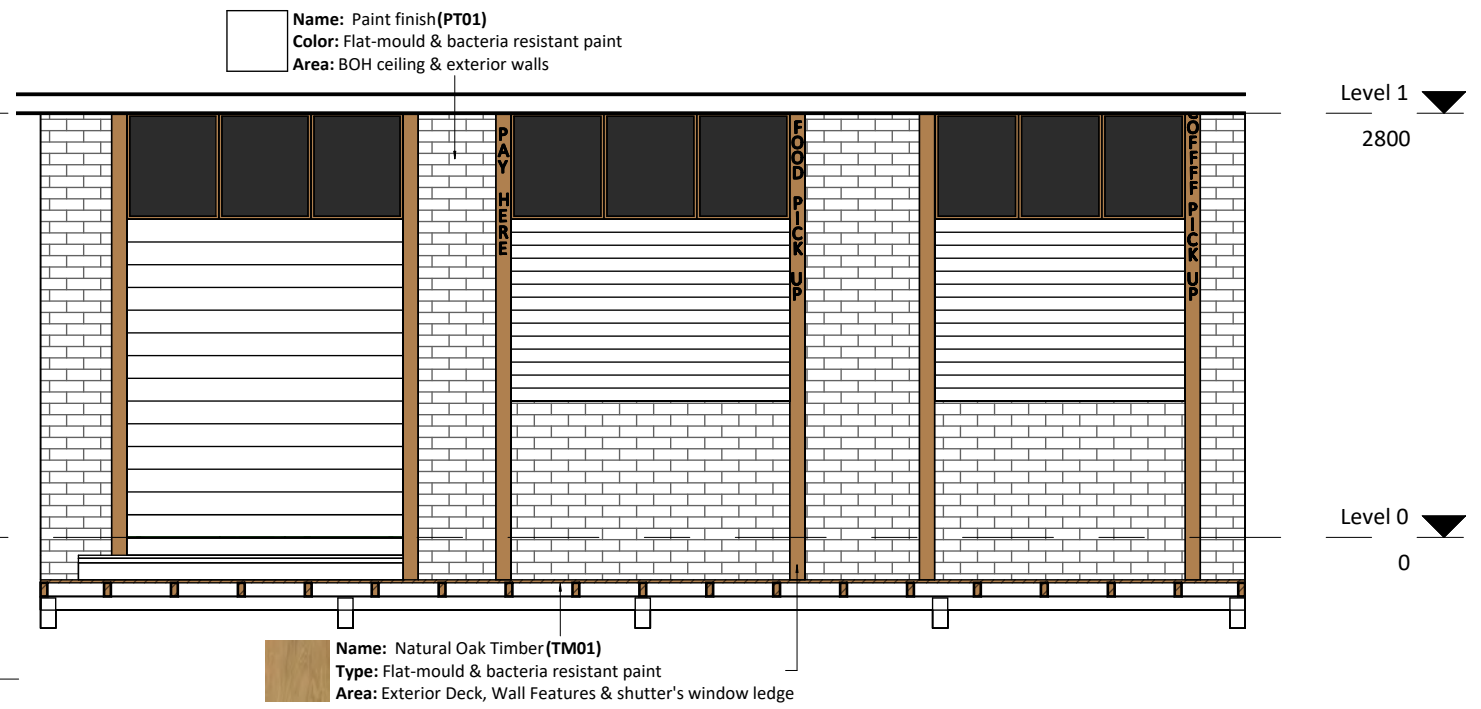 Name: Paint finish(PT01)
Color: Flat-mould & bacteria resistant paint
Area: BOH ceiling & exterior walls
Level 1
2800
PAY HERE
FOOD PICK UP
OFFFF PICK UP
Level 0
0
Name: Natural Oak Timber(TM01)
Type: Flat-mould & bacteria resistant paint
Area: Exterior Deck, Wall Features & shutter's window ledge